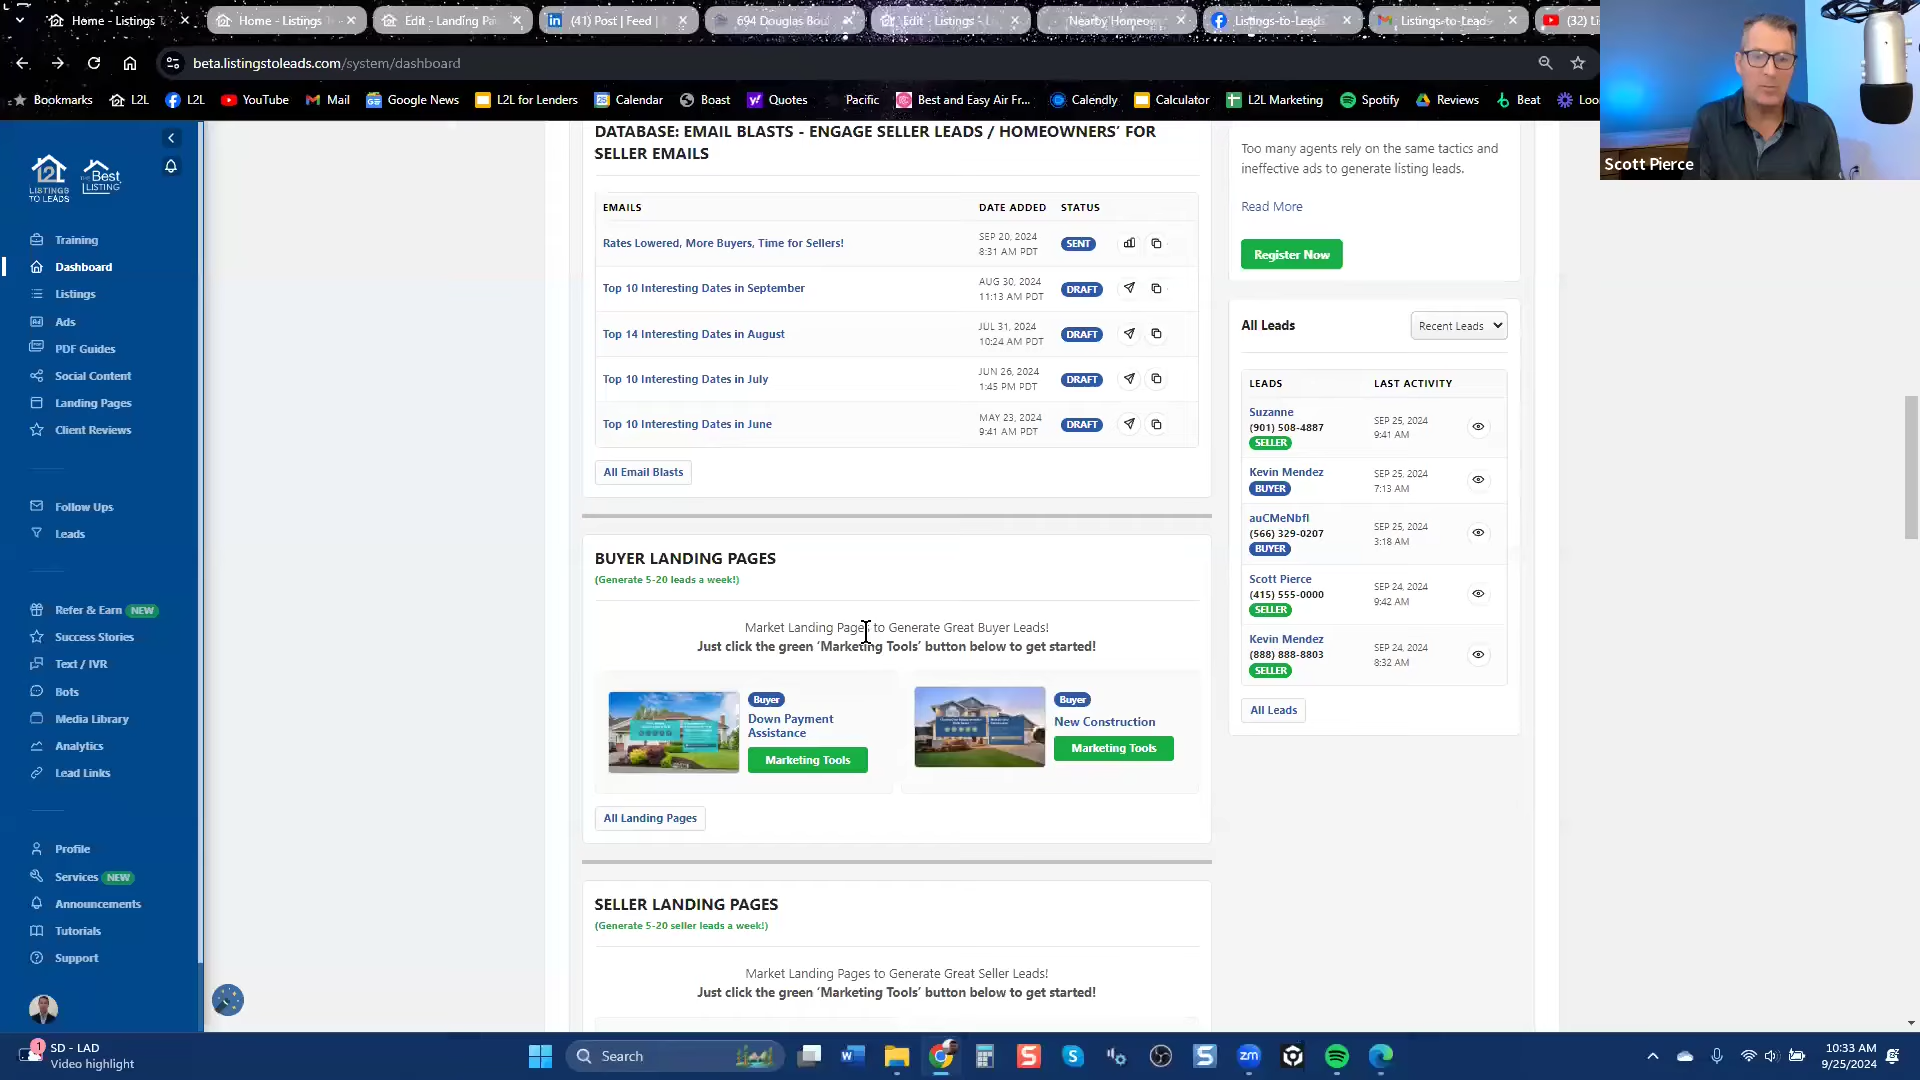 Home - Listings T
Home - Listings T
Edit - Landing Pa
(41) Post | Feed |
694 Douglas Bou
Edit - Listings - L
Nearby Homeow
Listings-to-Leads
Listings-to-Leads
(32) Li
beta.listingstoleads.com/system/dashboard
Bookmarks
L2L
L2L
YouTube
Mail
Google News
L2L for Lenders
Calendar
Boast
Quotes
Pacific
Best and Easy Air Fr...
Calendly
Calculator
L2L Marketing
Spotify
Reviews
Beat
Loo
Scott Pierce
L2L
LISTINGS
TO LEADS
THE Best
LISTING
Training
Dashboard
Listings
Ads
PDF Guides
Social Content
Landing Pages
Client Reviews
Follow Ups
Leads
Refer & Earn NEW
Success Stories
Text / IVR
Bots
Media Library
Analytics
Lead Links
Profile
Services NEW
Announcements
Tutorials
Support
DATABASE: EMAIL BLASTS - ENGAGE SELLER LEADS / HOMEOWNERS' FOR
SELLER EMAILS
EMAILS DATE ADDED STATUS
Rates Lowered, More Buyers, Time for Sellers! SEP 20, 2024 SENT
8:31 AM PDT
Top 10 Interesting Dates in September AUG 30, 2024 DRAFT
11:13 AM PDT
Top 14 Interesting Dates in August JUL 31, 2024 DRAFT
10:24 AM PDT
Top 10 Interesting Dates in July JUN 26, 2024 DRAFT
1:45 PM PDT
Top 10 Interesting Dates in June MAY 23, 2024 DRAFT
9:41 AM PDT
All Email Blasts
BUYER LANDING PAGES
(Generate 5-20 leads a week!)
Market Landing Pages to Generate Great Buyer Leads!
Just click the green 'Marketing Tools' button below to get started!
Buyer
Down Payment
Assistance
Marketing Tools
Buyer
New Construction
Marketing Tools
All Landing Pages
SELLER LANDING PAGES
(Generate 5-20 seller leads a week!)
Market Landing Pages to Generate Great Seller Leads!
Just click the green 'Marketing Tools' button below to get started!
Too many agents rely on the same tactics and
ineffective ads to generate listing leads.
Read More
Register Now
All Leads
Recent Leads
LEADS LAST ACTIVITY
Suzanne
(901) 508-4887
SELLER
SEP 25, 2024
9:41 AM
Kevin Mendez
BUYER
SEP 25, 2024
7:13 AM
auCMeNbfl
(566) 329-0207
BUYER
SEP 25, 2024
3:18 AM
Scott Pierce
(415) 555-0000
SELLER
SEP 24, 2024
9:42 AM
Kevin Mendez
(888) 888-8803
SELLER
SEP 24, 2024
8:32 AM
All Leads
1
SD - LAD
Video highlight
Search
zm
10:33 AM
9/25/2024